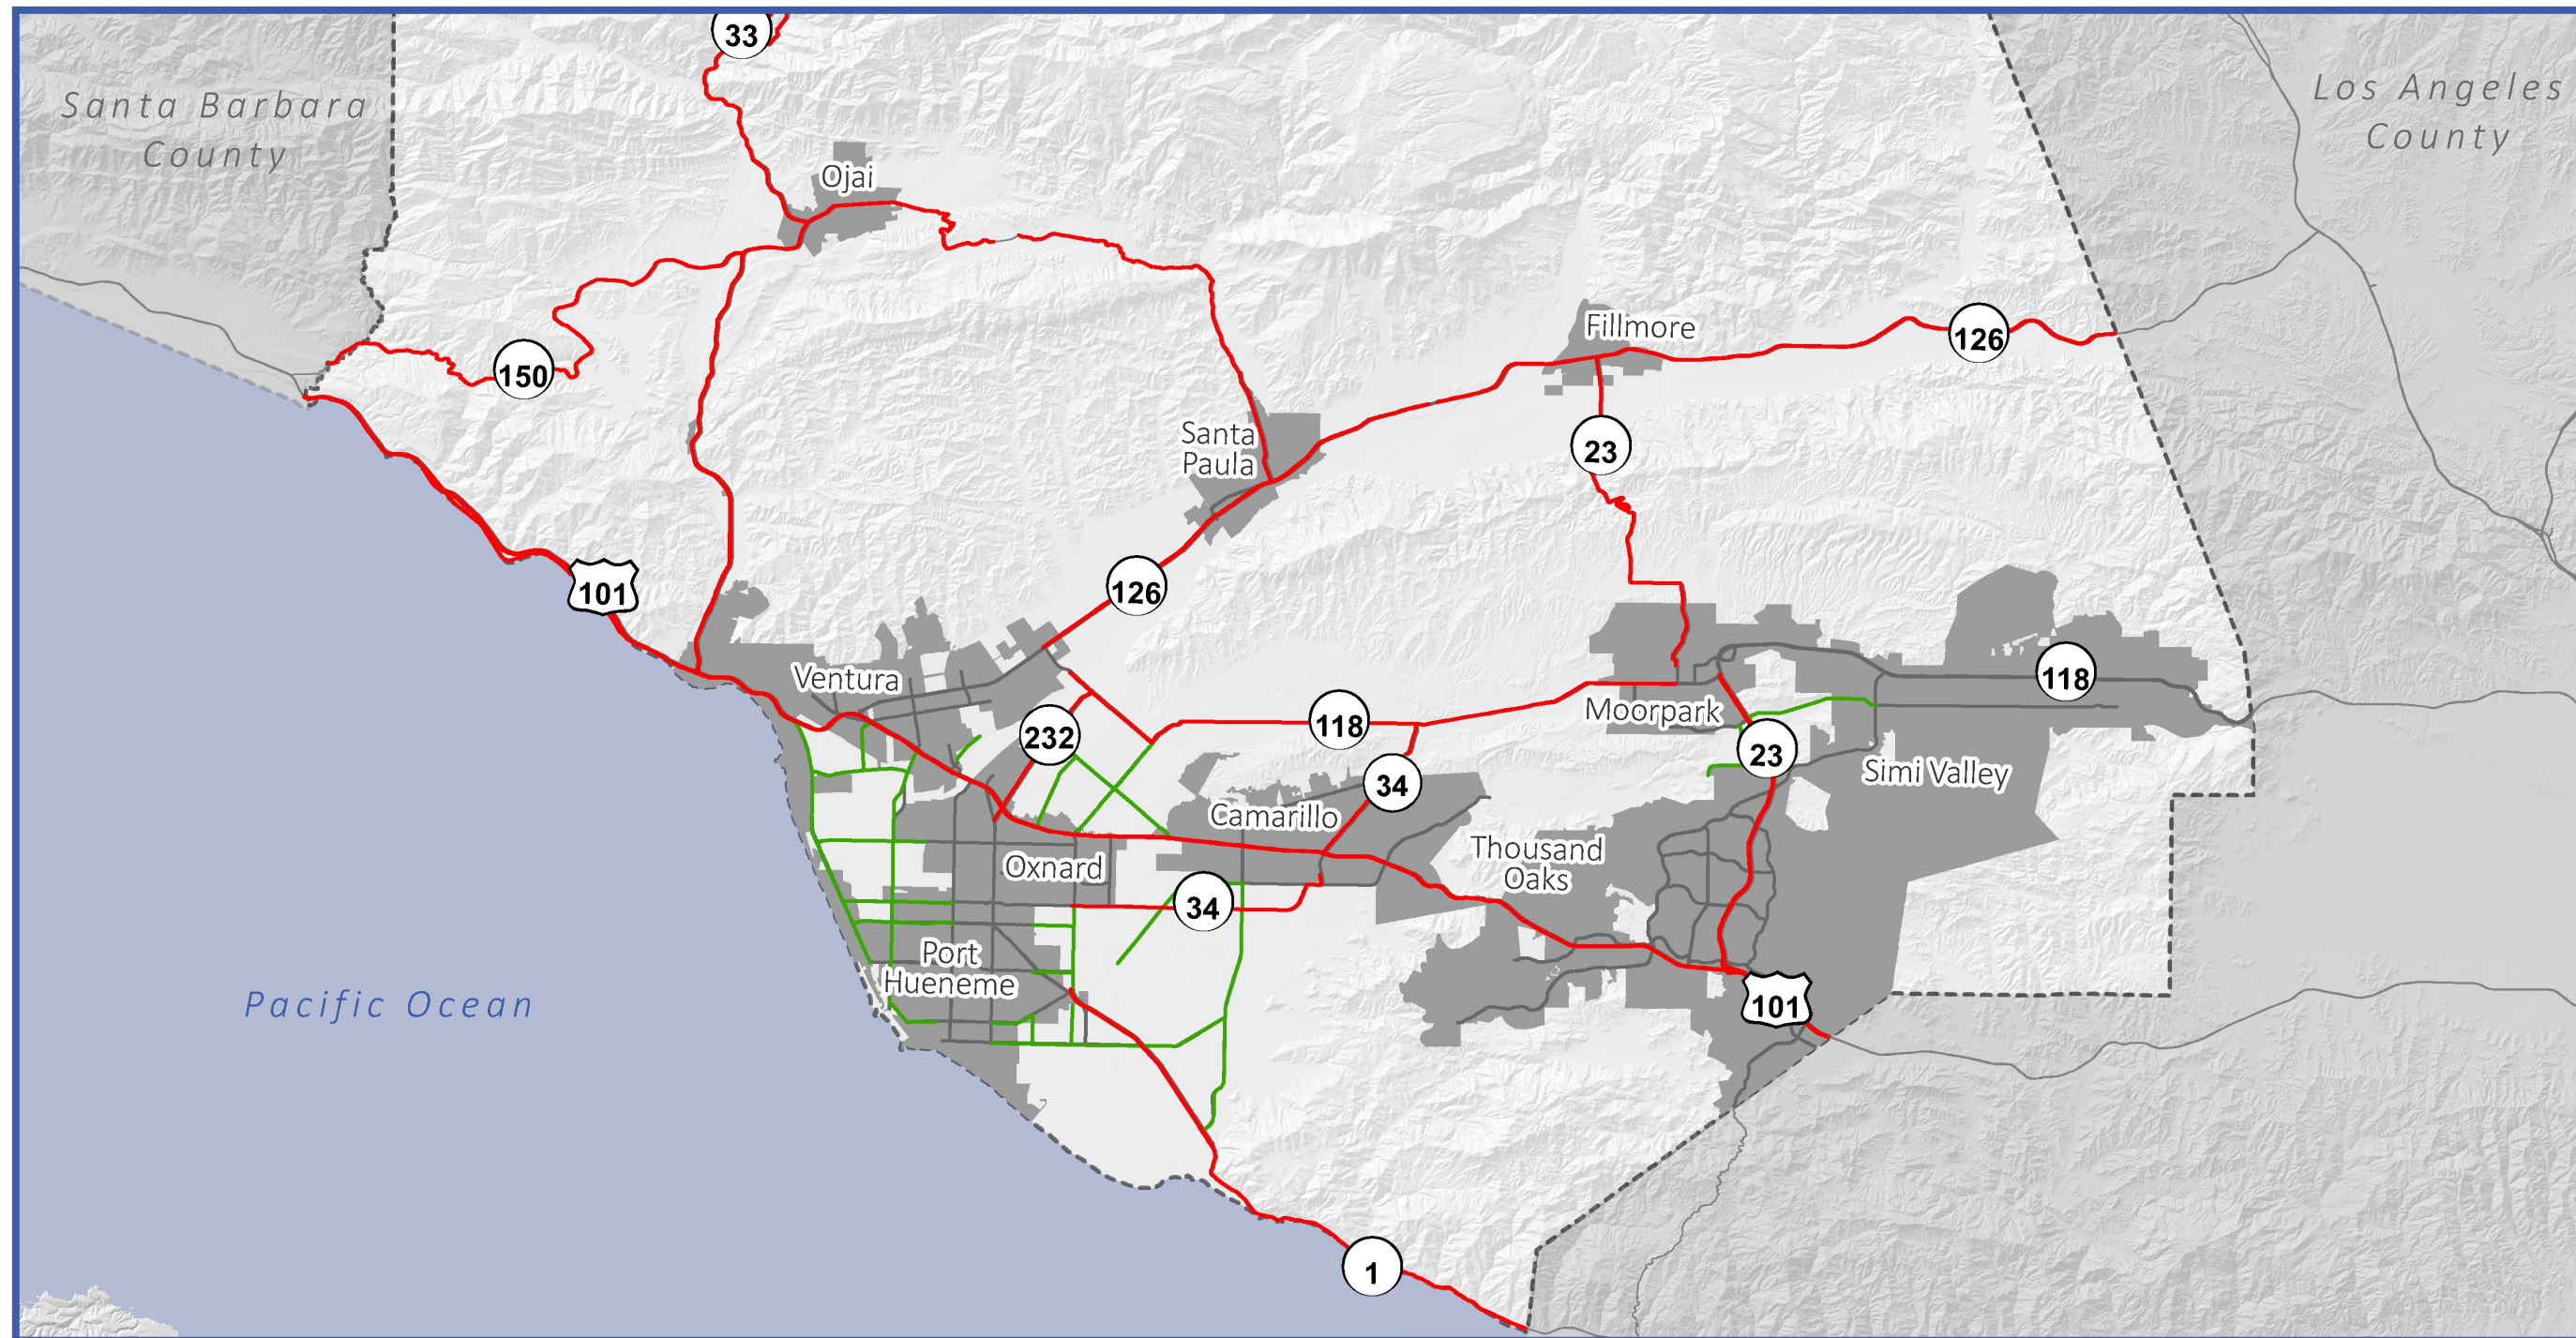 33
Santa Barbara
County
Los Angeles
County
Ojai
Fillmore
126
150
Santa
Paula
23
101
126
Ventura
118
232
118
Moorpark
23
34
Simi Valley
Camarillo
Thousand
Oaks
Oxnard
34
Port
Hueneme
101
Pacific Ocean
1